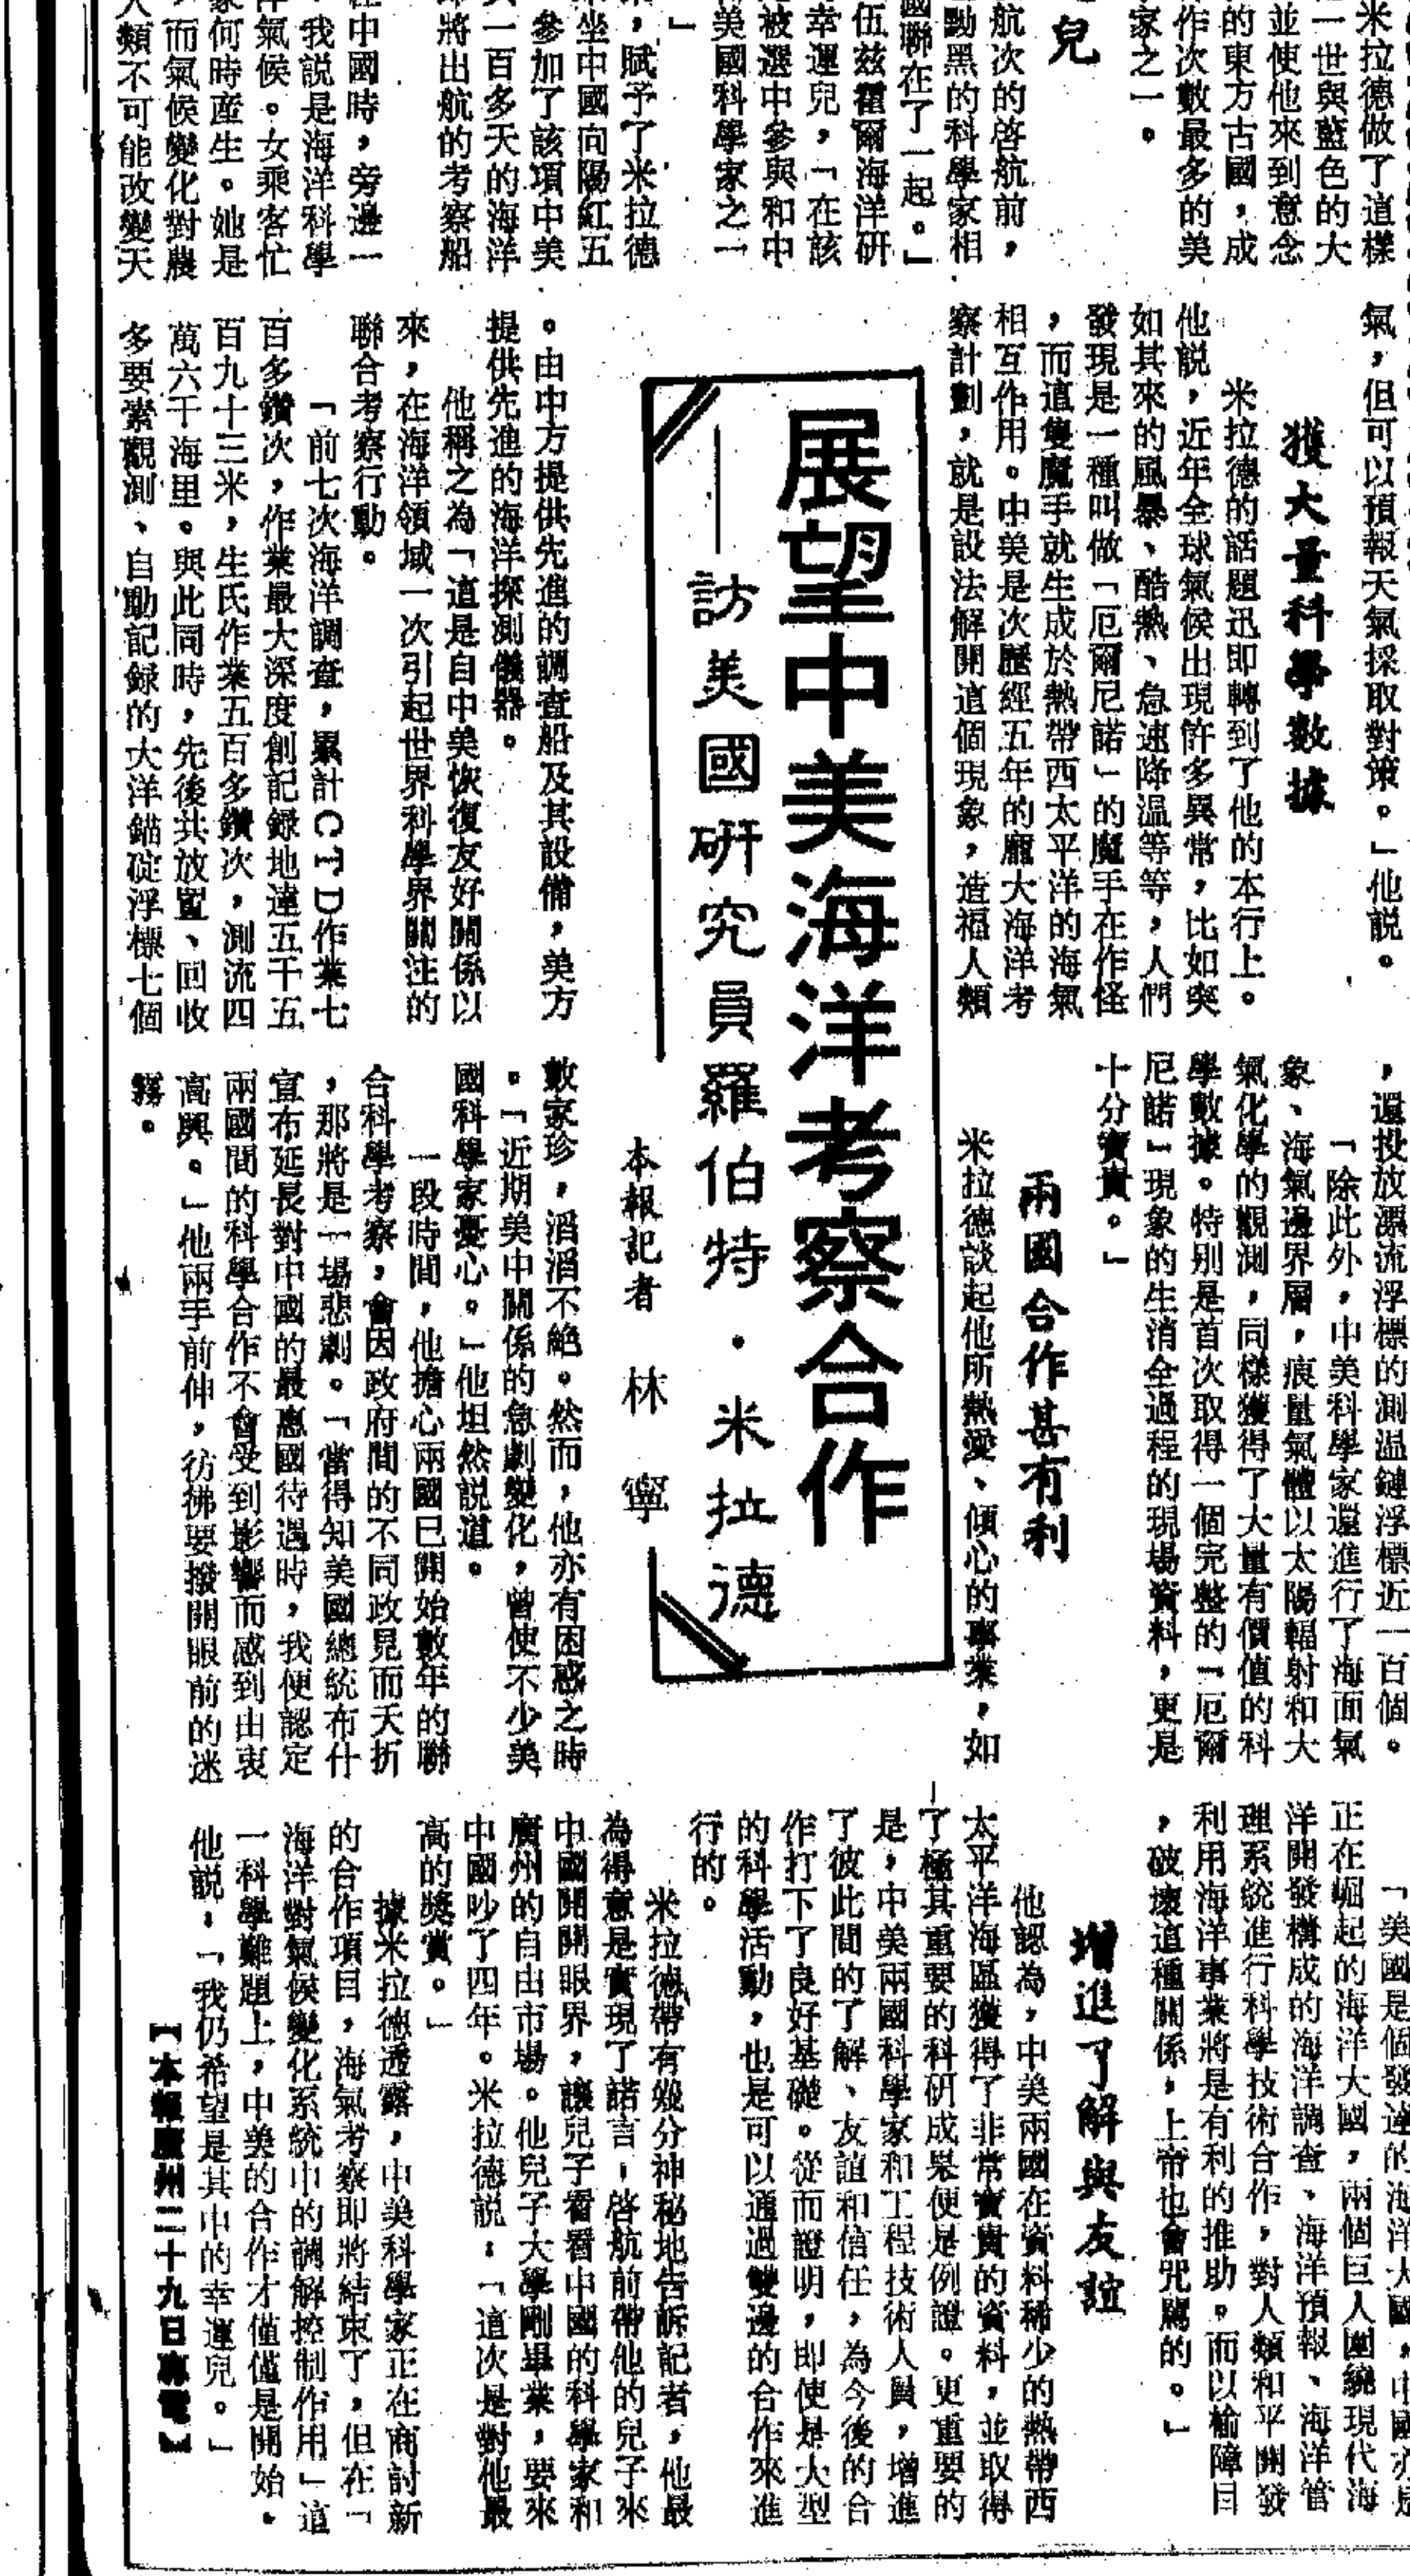 米拉德做了這樣
一世與藍色的大
並使他來到意念
的東方古國，成
作次數最多的美
家之一。
兒
航次的啓航前，
黝黑的科學家相
國聯在了一起。」
伍兹霍爾海洋研
幸運兒，「在該
被選中參與和中
美國科學家之一
」
，賦予了米拉德
坐中國向陽紅五
參加了該項中美
一百多天的海洋
將出航的考察船
在中國時，旁邊一
我説是海洋科學
洋氣候。女乘客忙
家何時産生。她是
而氣候變化對農
人類不可能改變天
氣，但可以預報天氣採取對策。」他説。
獲大量科學數據
米拉德的話題迅即轉到了他的本行上。
他説，近年全球氣候出現許多異常，比如突
如其來的風暴、酷熱、急速降温等等，人們
發現是一種叫做「厄爾尼諾」的魔手在作怪
，而這隻魔手就生成於熱帶西太平洋的海氣
相互作用。中美是次歷經五年的龐大海洋考
察計劃，就是設法解開這個現象，造福人類
展望中美海洋考察合作
──訪美國研究員羅伯特·米拉德
本報記者 林 寧
。由中方提供先進的調查船及其設備，美方
提供先進的海洋探測儀器。
他稱之為「這是自中美恢復友好關係以
來，在海洋領域一次引起世界科學界關注的
聯合考察行動。
「前七次海洋調查，累計CTD作業七
百多鑽次，作業最大深度創記録地達五千五
百九十三米，生氏作業五百多鑽次，測流四
萬六千海里。與此同時，先後共放置、回收
多要素觀測、自動記録的大洋錨碇浮標七個
，還投放漂流浮標的測温鏈浮標近一百個。
「除此外，中美科學家還進行了海面氣
象、海氣邊界層，痕量氣體以太陽輻射和大
氣化學的觀測，同樣獲得了大量有價值的科
學數據。特别是首次取得一個完整的「厄爾
尼諾」現象的生消全過程的現場資料，更是
十分寶貴。」
兩國合作甚有利
米拉德談起他所熱愛、傾心的事業，如
數家珍，滔滔不絶。然而，他亦有困惑之時
。「近期美中關係的急劇變化，曾使不少美
國科學家憂心。」他坦然説道。
一段時間，他擔心兩國已開始數年的聯
合科學考察，會因政府間的不同政見而夭折
，那將是一場悲劇。「當得知美國總統布什
宣布延長對中國的最惠國待遇時，我便認定
兩國間的科學合作不會受到影響而感到由衷
高興。」他兩手前伸，彷彿要撥開眼前的迷
霧。
「美國是個發達的海洋大國，中國亦是
正在崛起的海洋大國，兩個巨人圍繞現代海
洋開發構成的海洋調查、海洋預報、海洋管
理系統進行科學技術合作，對人類和平開發
利用海洋事業將是有利的推助。而以榆障目
，破壞這種關係，上帝也會咒駡的。」
增進了解與友誼
他認為，中美兩國在資料稀少的熱帶西
太平洋海區獲得了非常寶貴的資料，並取得
了極其重要的科研成果便是例證。更重要的
是，中美兩國科學家和工程技術人員，增進
了彼此間的了解、友誼和信任，為今後的合
作打下了良好基礎。從而證明，即使是大型
的科學活動，也是可以通過雙邊的合作來進
行的。
米拉德帶有幾分神秘地告訴記者，他最
為得意是實現了諾言，啓航前帶他的兒子來
中國開開眼界，讓兒子看看中國的科學家和
廣州的自由市場。他兒子大學剛畢業，要來
中國吵了四年。米拉德説：「這次是對他最
高的獎賞。」
據米拉德透露，中美科學家正在商討新
的合作項目，海氣考察即將結束了，但在「
海洋對氣候變化系統中的調解控制作用」這
一科學難題上，中美的合作才僅僅是開始。
他説：「我仍希望是其中的幸運兒。」
【本報廣州二十九日專電】